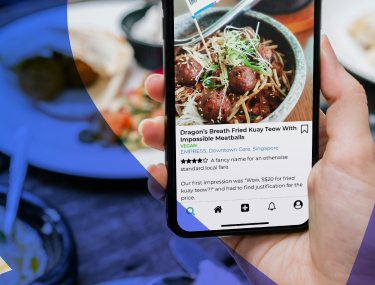 Dragon's Breath Fried Kuay Teow With
Impossible Meatballs
VEGAN
EMPRESS, Downtown Core, Singapore
★★★★☆ A fancy name for an otherwise
standard local fare.
Our first impression was "Wow, S$20 for fried
kuay teow?!" and had to find justification for the
price.